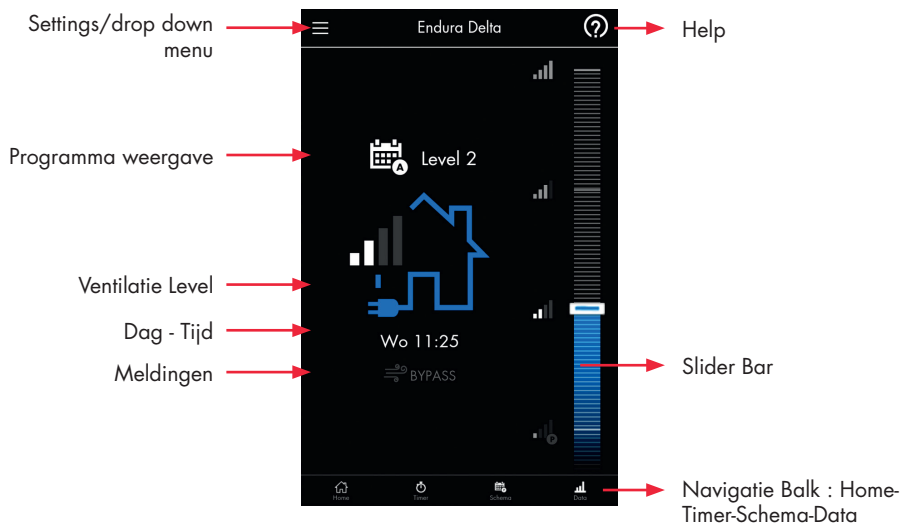 Settings/drop down
menu
Endura Delta
Help
Programma weergave
A
Level 2
Ventilatie Level
Dag - Tijd
Wo 11:25
Meldingen
BYPASS
Slider Bar
P
Home
Timer
Schema
Data
Navigatie Balk : Home-
Timer-Schema-Data